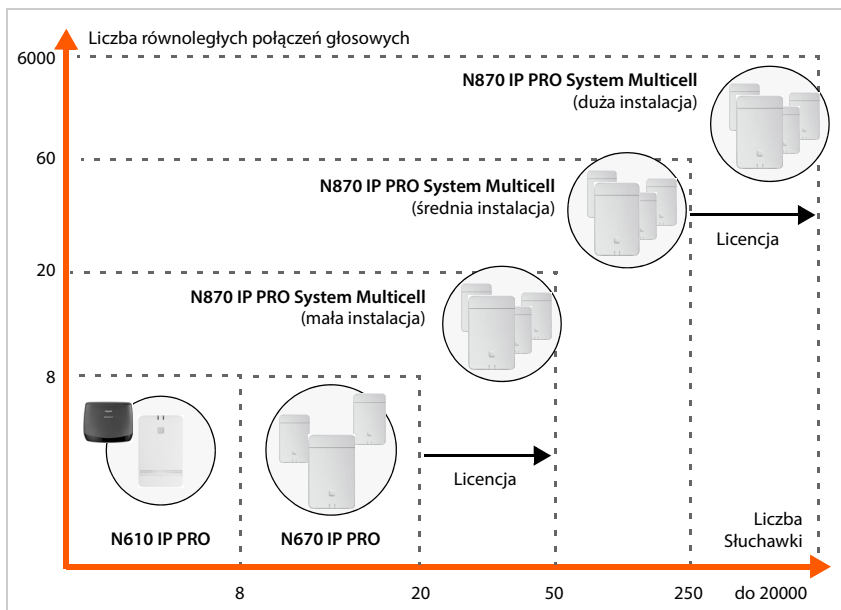 Liczba równoległych połączeń głosowych
6000
N870 IP PRO System Multicell
(duża instalacja)
60
N870 IP PRO System Multicell
(średnia instalacja)
Licencja
20
N870 IP PRO System Multicell
(mała instalacja)
8
Licencja
N610 IP PRO
N670 IP PRO
Liczba
Słuchawki
8
20
50
250
do 20000